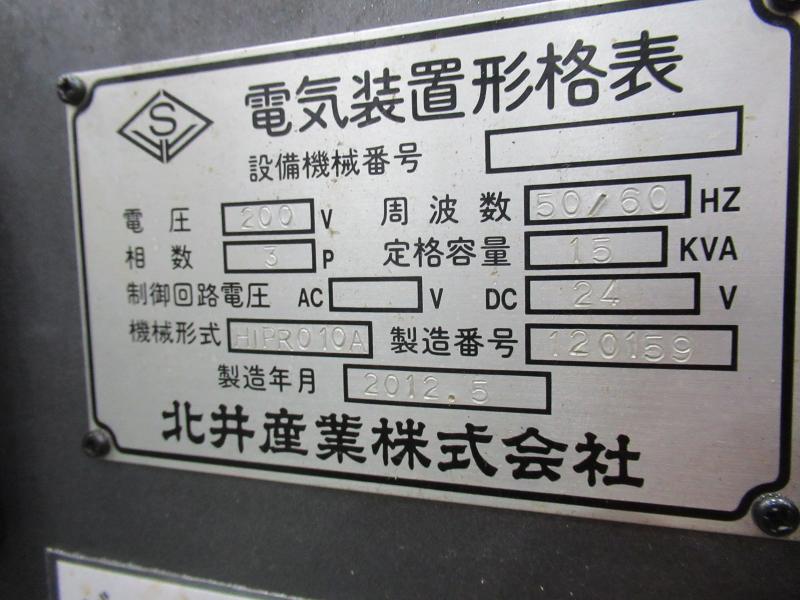 S
電気装置形格表
設備機械番号
電圧 200 V 周波数 50/60 HZ
相数 3 P 定格容量 15 KVA
制御回路電圧 AC V DC 24 V
機械形式 HiPRO10A 製造番号 120159
製造年月 2012.5
北井産業株式会社